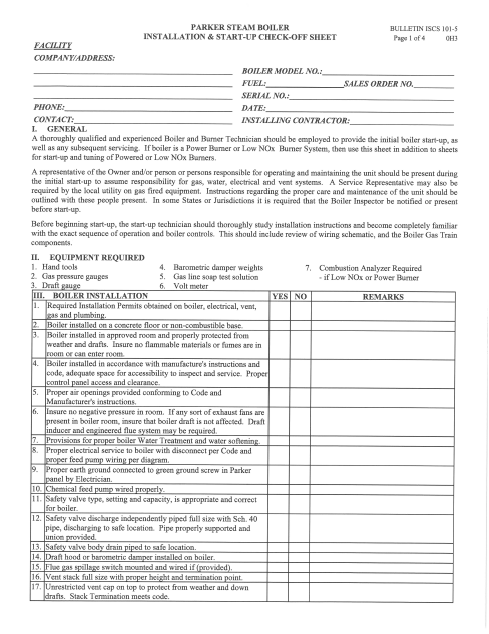 PARKER STEAM BOILER
INSTALLATION & START-UP CHECK-OFF SHEET
BULLETIN ISCS 101-5
Page 1 of 4 0H3
FACILITY
COMPANY/ADDRESS:
BOILER MODEL NO.:
FUEL: SALES ORDER NO.
SERIAL NO.:
PHONE: DATE:
CONTACT: INSTALLING CONTRACTOR:
I. GENERAL
A thoroughly qualified and experienced Boiler and Burner Technician should be employed to provide the initial boiler start-up, as
well as any subsequent servicing. If boiler is a Power Burner or Low NOx Burner System, then use this sheet in addition to sheets
for start-up and tuning of Powered or Low NOx Burners.
A representative of the Owner and/or person or persons responsible for operating and maintaining the unit should be present during
the initial start-up to assume responsibility for gas, water, electrical and vent systems. A Service Representative may also be
required by the local utility on gas fired equipment. Instructions regarding the proper care and maintenance of the unit should be
outlined with these people present. In some States or Jurisdictions it is required that the Boiler Inspector be notified or present
before start-up.
Before beginning start-up, the start-up technician should thoroughly study installation instructions and become completely familiar
with the exact sequence of operation and boiler controls. This should include review of wiring schematic, and the Boiler Gas Train
components.
II. EQUIPMENT REQUIRED
1. Hand tools 4. Barometric damper weights 7. Combustion Analyzer Required
2. Gas pressure gauges 5. Gas line soap test solution - if Low NOx or Power Burner
3. Draft gauge 6. Volt meter
III. BOILER INSTALLATION YES NO REMARKS
1. Required Installation Permits obtained on boiler, electrical, vent,
gas and plumbing.
2. Boiler installed on a concrete floor or non-combustible base.
3. Boiler installed in approved room and properly protected from
weather and drafts. Insure no flammable materials or fumes are in
room or can enter room.
4. Boiler installed in accordance with manufacture's instructions and
code, adequate space for accessibility to inspect and service. Proper
control panel access and clearance.
5. Proper air openings provided conforming to Code and
Manufacturer's instructions.
6. Insure no negative pressure in room. If any sort of exhaust fans are
present in boiler room, insure that boiler draft is not affected. Draft
inducer and engineered flue system may be required.
7. Provisions for proper boiler Water Treatment and water softening.
8. Proper electrical service to boiler with disconnect per Code and
proper feed pump wiring per diagram.
9. Proper earth ground connected to green ground screw in Parker
panel by Electrician.
10. Chemical feed pump wired properly.
11. Safety valve type, setting and capacity, is appropriate and correct
for boiler.
12. Safety valve discharge independently piped full size with Sch. 40
pipe, discharging to safe location. Pipe properly supported and
union provided.
13. Safety valve body drain piped to safe location.
14. Draft hood or barometric damper installed on boiler.
15. Flue gas spillage switch mounted and wired if (provided).
16. Vent stack full size with proper height and termination point.
17. Unrestricted vent cap on top to protect from weather and down
drafts. Stack Termination meets code.